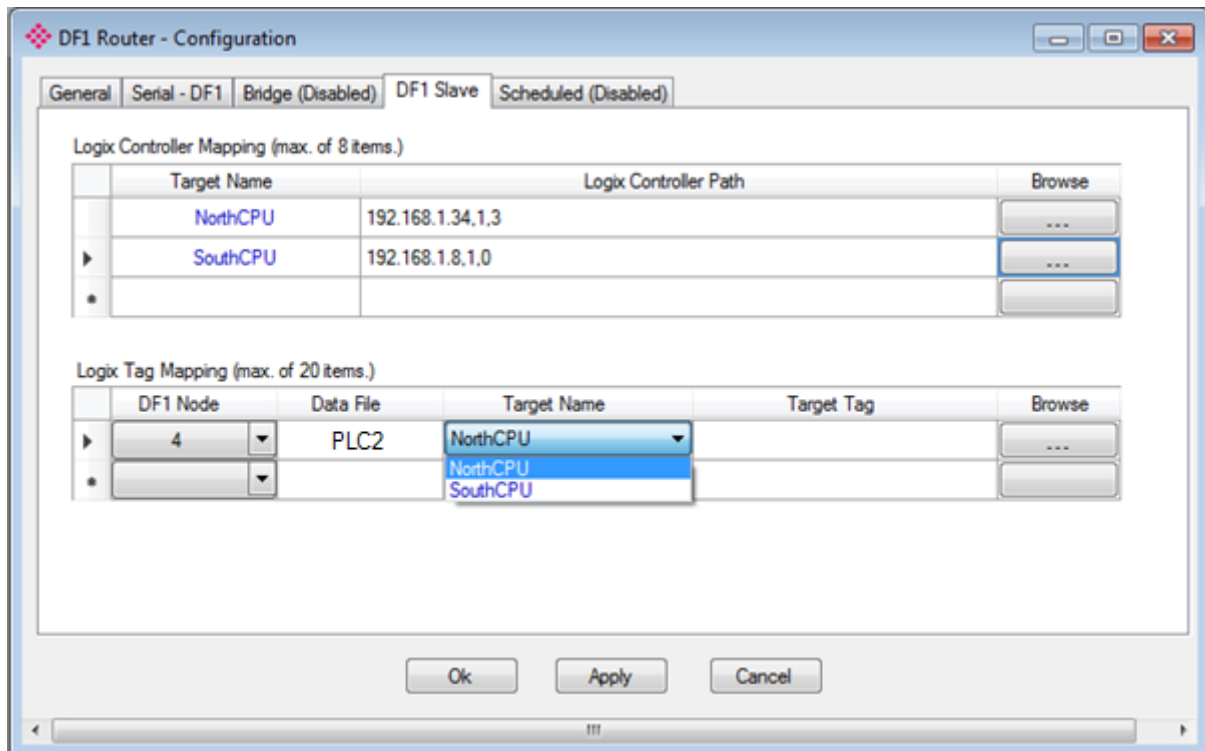 DF1 Router - Configuration
General Serial - DF1 Bridge (Disabled) DF1 Slave Scheduled (Disabled)
Logix Controller Mapping (max. of 8 items.)
Target Name Logix Controller Path Browse
NorthCPU 192.168.1.34,1,3 ...
SouthCPU 192.168.1.8,1,0 ...
Logix Tag Mapping (max. of 20 items.)
DF1 Node Data File Target Name Target Tag Browse
4 PLC2 NorthCPU ...
NorthCPU
SouthCPU
Ok Apply Cancel